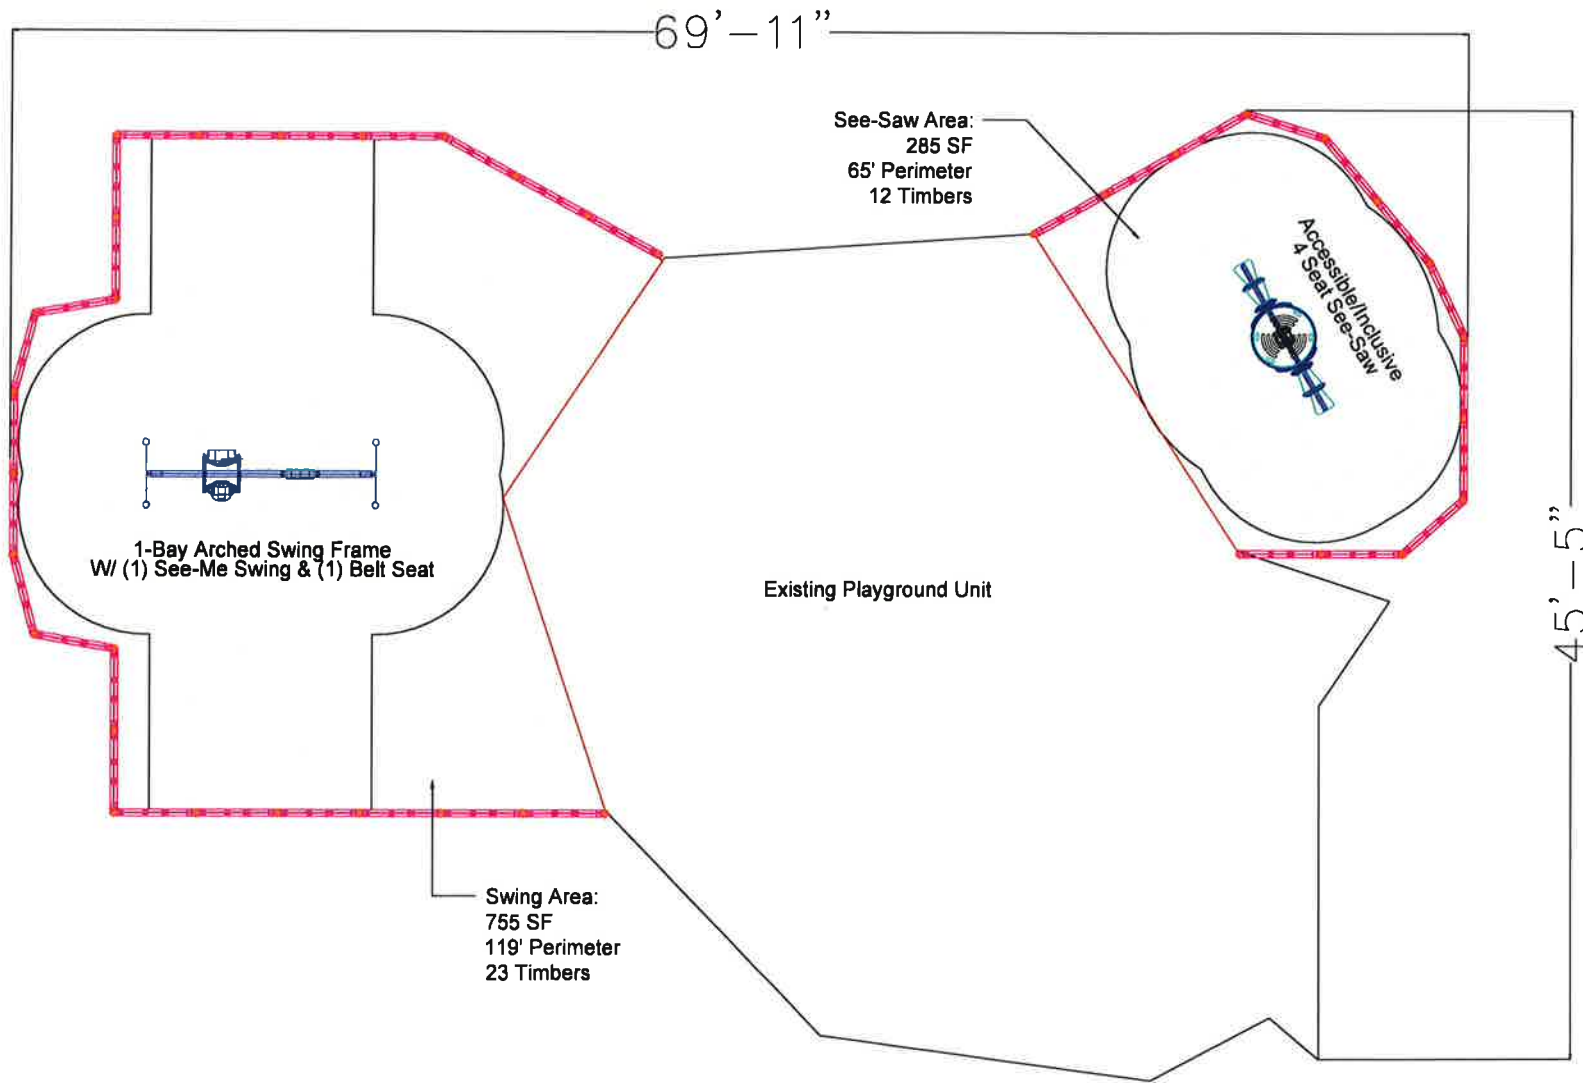 69'-11"
See-Saw Area:
285 SF
65' Perimeter
12 Timbers
Accessible/Inclusive
4 Seat See-Saw
1-Bay Arched Swing Frame
W/ (1) See-Me Swing & (1) Belt Seat
Existing Playground Unit
45'-5"
Swing Area:
755 SF
119' Perimeter
23 Timbers